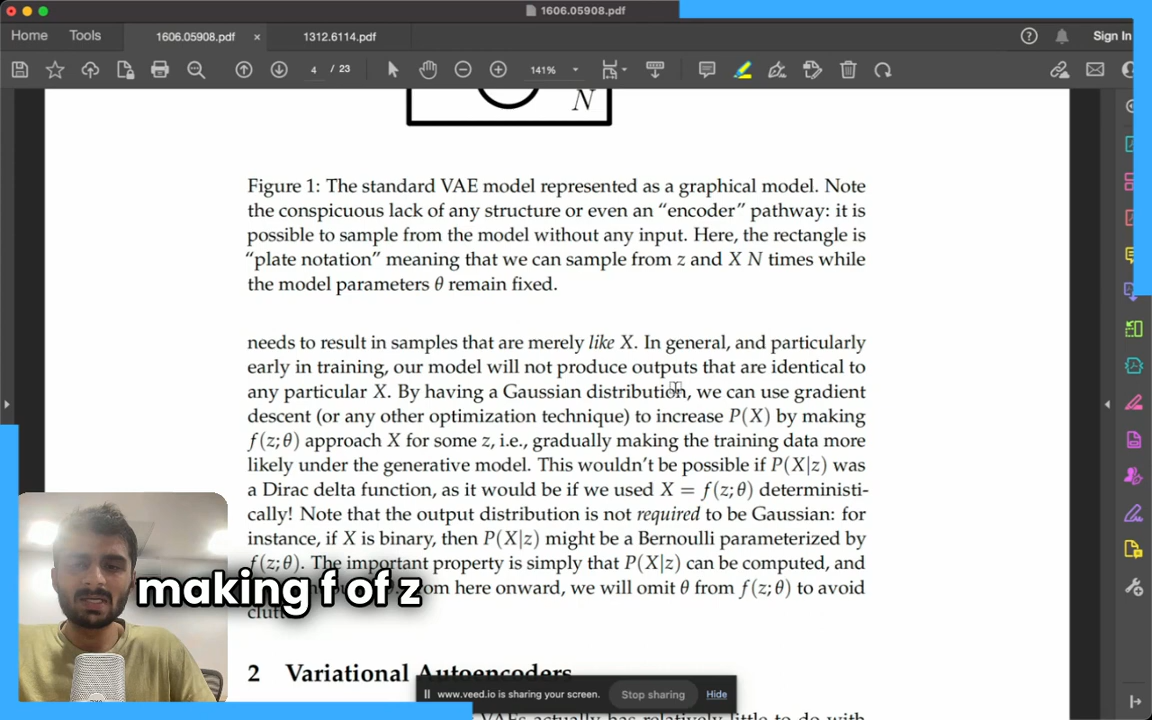 1606.05908.pdf
Home Tools 1606.05908.pdf × 1312.6114.pdf Sign In
4 / 23 141%
N
Figure 1: The standard VAE model represented as a graphical model. Note
the conspicuous lack of any structure or even an “encoder” pathway: it is
possible to sample from the model without any input. Here, the rectangle is
“plate notation” meaning that we can sample from z and X N times while
the model parameters θ remain fixed.
needs to result in samples that are merely like X. In general, and particularly
early in training, our model will not produce outputs that are identical to
any particular X. By having a Gaussian distribution, we can use gradient
descent (or any other optimization technique) to increase P(X) by making
f(z;θ) approach X for some z, i.e., gradually making the training data more
likely under the generative model. This wouldn’t be possible if P(X|z) was
a Dirac delta function, as it would be if we used X = f(z;θ) deterministi-
cally! Note that the output distribution is not required to be Gaussian: for
instance, if X is binary, then P(X|z) might be a Bernoulli parameterized by
f(z;θ). The important property is simply that P(X|z) can be computed, and
making f of z
om here onward, we will omit θ from f(z;θ) to avoid
2 Variational Autoencoders
www.veed.io is sharing your screen. Stop sharing Hide
VAEs actually has relatively little to do with